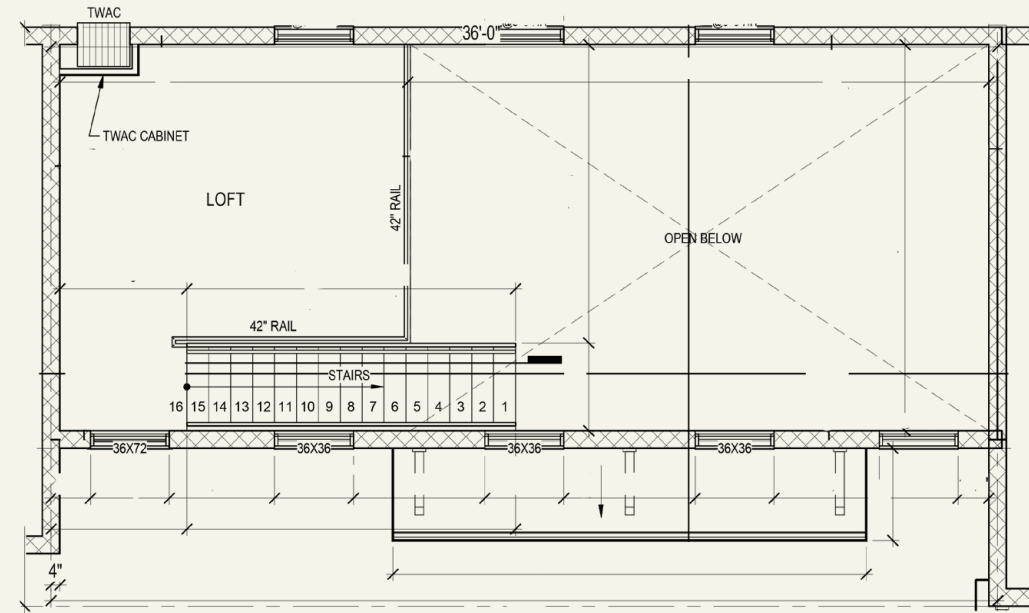 TWAC
36'-0"
TWAC CABINET
LOFT
42" RAIL
OPEN BELOW
42" RAIL
STAIRS
16 15 14 13 12 11 10 9 8 7 6 5 4 3 2 1
36X72
36X36
36X36
36X36
4"